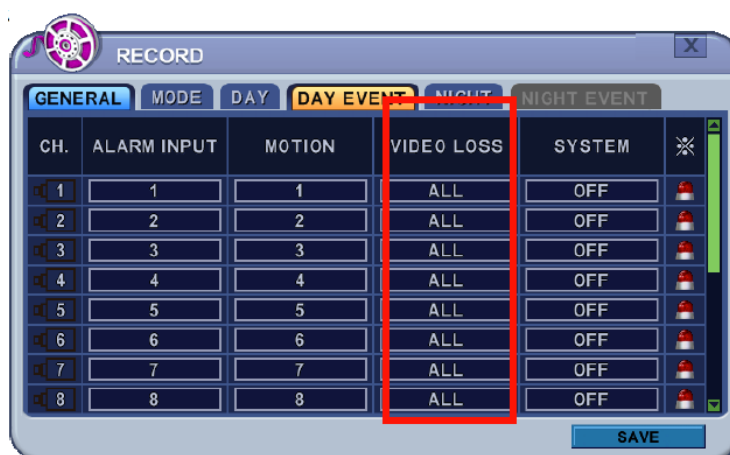 RECORD X
GENERAL MODE DAY DAY EVENT NIGHT NIGHT EVENT
CH. ALARM INPUT MOTION VIDEO LOSS SYSTEM ※
1 1 1 ALL OFF
2 2 2 ALL OFF
3 3 3 ALL OFF
4 4 4 ALL OFF
5 5 5 ALL OFF
6 6 6 ALL OFF
7 7 7 ALL OFF
8 8 8 ALL OFF
SAVE